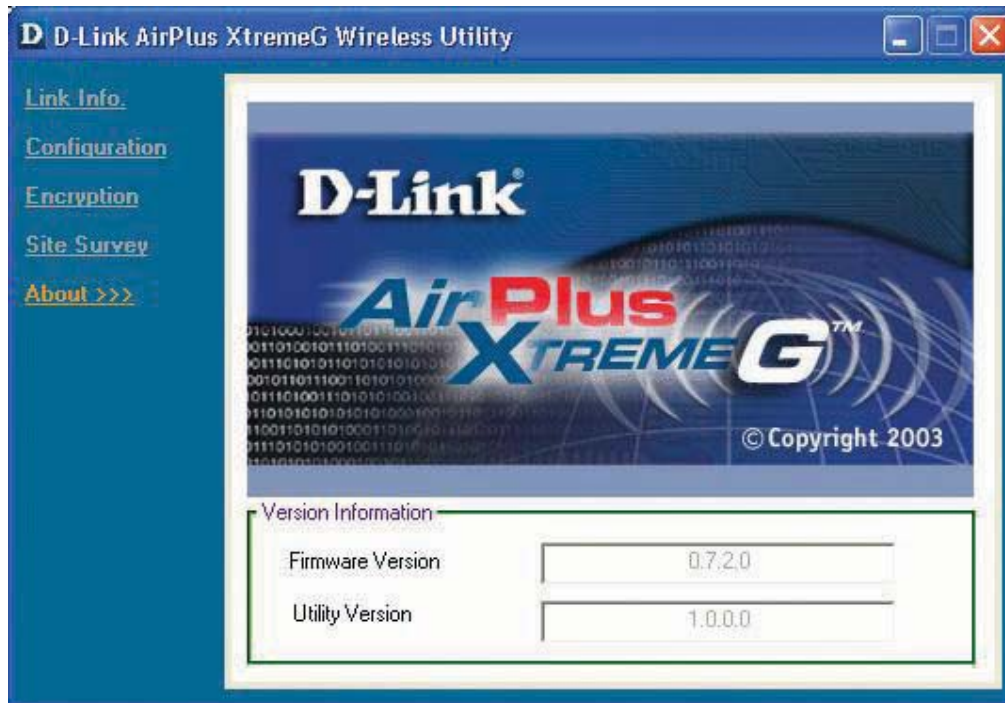 D D-Link AirPlus XtremeG Wireless Utility
Link Info.
Configuration
Encryption
Site Survey
About >>>
D-Link®
AirPlus
XTREME G™
© Copyright 2003
Version Information
Firmware Version 0.7.2.0
Utility Version 1.0.0.0